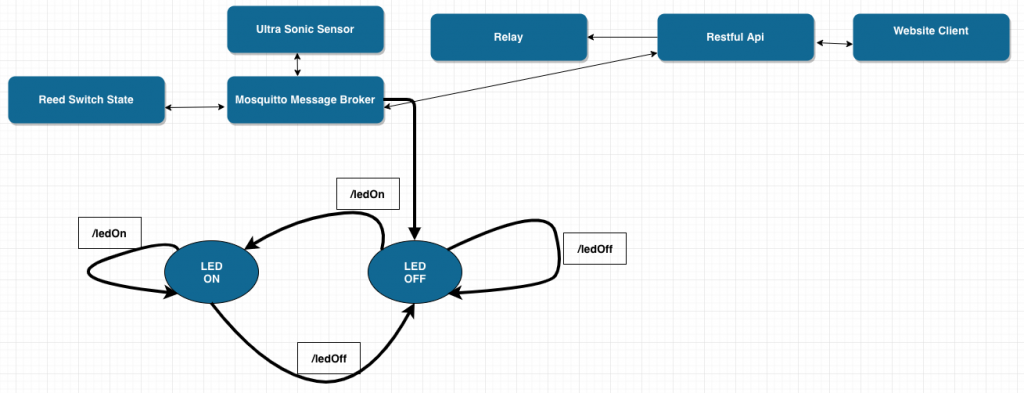 Ultra Sonic Sensor
Relay
Restful Api
Website Client
Reed Switch State
Mosquitto Message Broker
/ledOn
/ledOn
/ledOff
LED
ON
LED
OFF
/ledOff